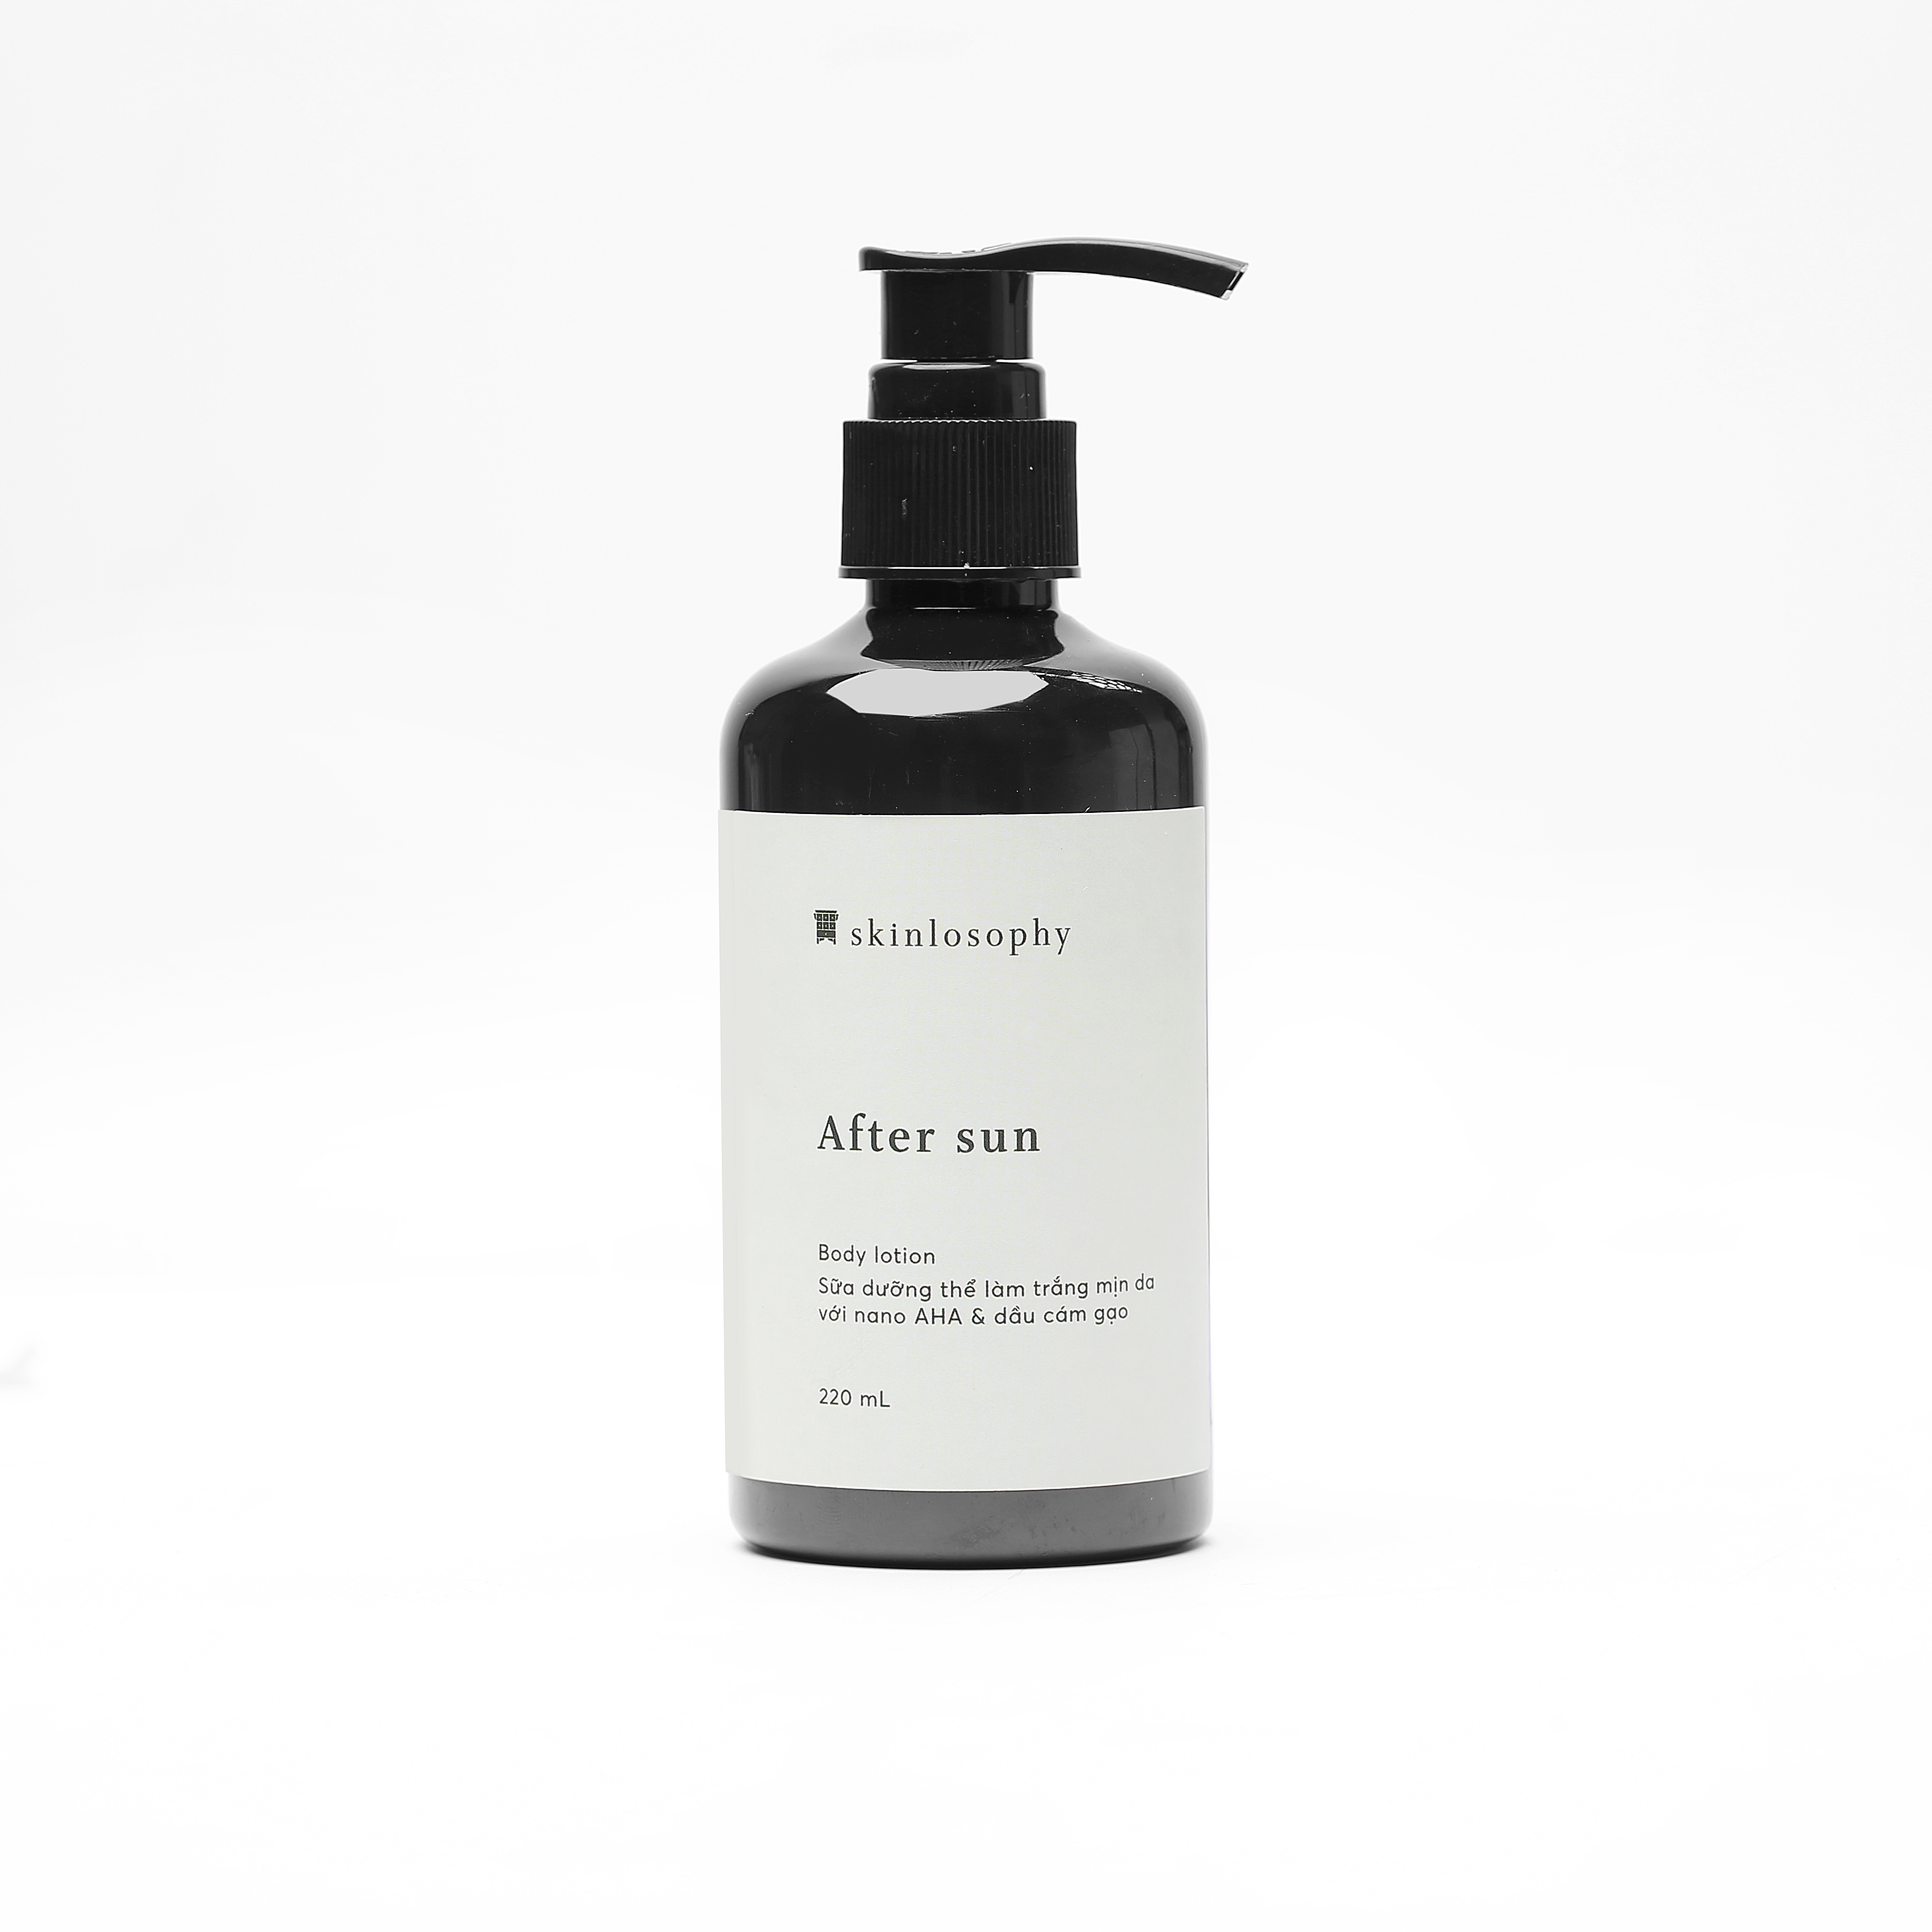 skinlosophy
After sun
Body lotion
Sữa dưỡng thể làm trắng mịn da
với nano AHA & dầu cám gạo
220 mL